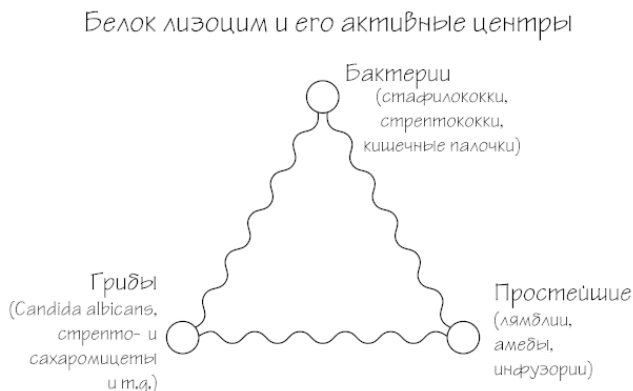 Белок лизоцим и его активные центры
Бактерии
(стафилококки,
стрептококки,
кишечные палочки)
Грибы
(Candida albicans,
стрепто- и
сахаромицеты
и т.д.)
Простейшие
(лямблии,
амебы,
инфузории)